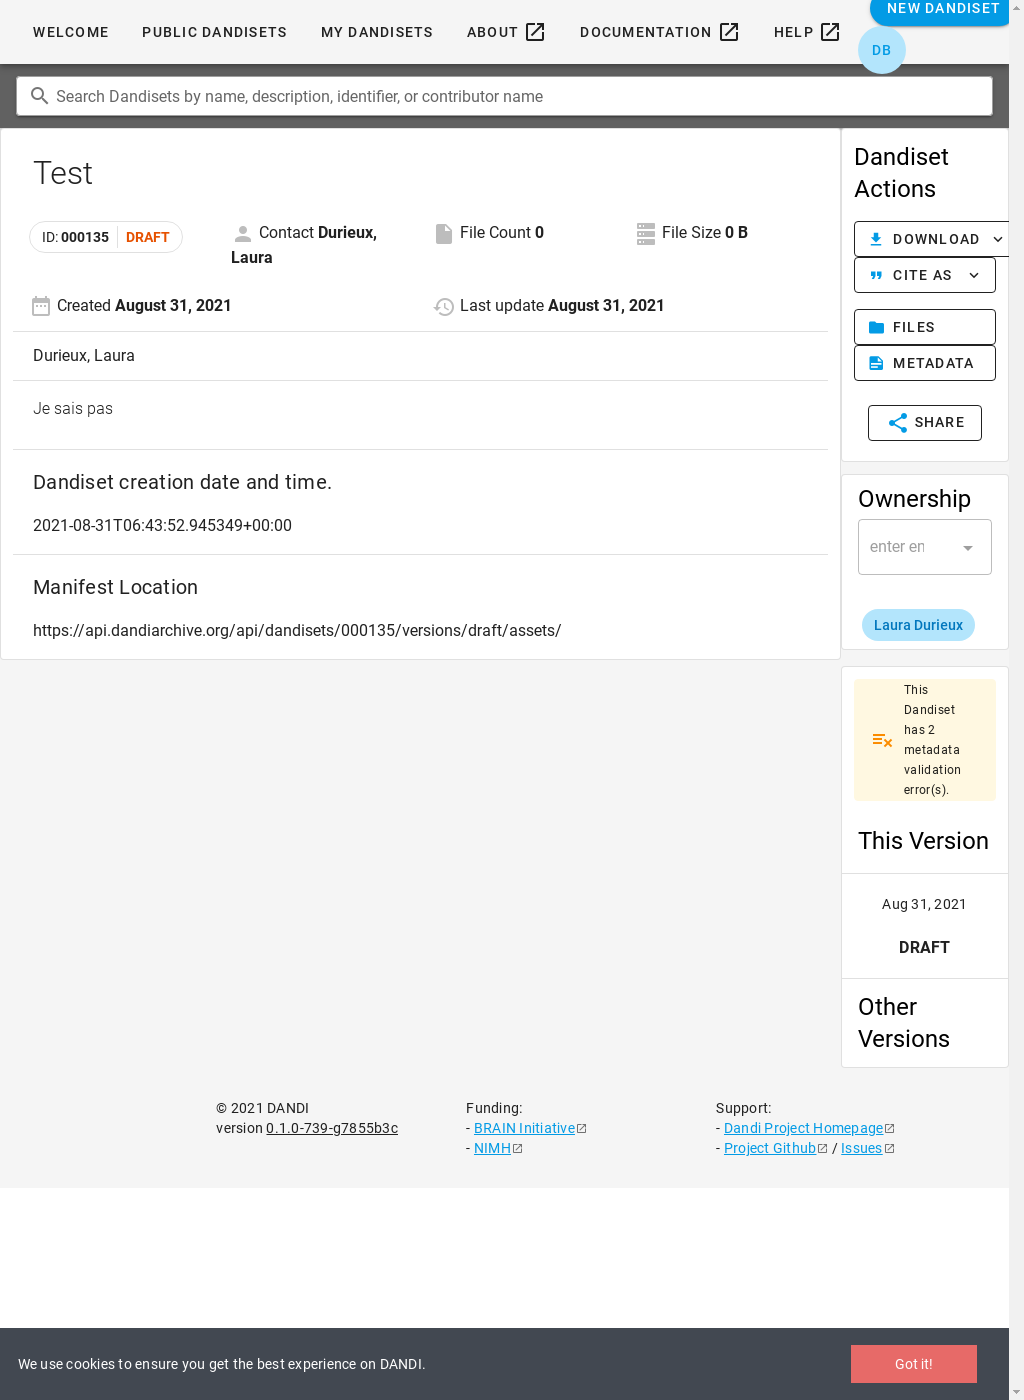 WELCOME PUBLIC DANDISETS MY DANDISETS ABOUT DOCUMENTATION HELP NEW DANDISET
DB
Search Dandisets by name, description, identifier, or contributor name
Test
ID: 000135 DRAFT
Contact Durieux,
Laura
File Count 0
File Size 0 B
Created August 31, 2021
Last update August 31, 2021
Durieux, Laura
Je sais pas
Dandiset creation date and time.
2021-08-31T06:43:52.945349+00:00
Manifest Location
https://api.dandiarchive.org/api/dandisets/000135/versions/draft/assets/
Dandiset
Actions
DOWNLOAD
CITE AS
FILES
METADATA
SHARE
Ownership
enter en
Laura Durieux
This
Dandiset
has 2
metadata
validation
error(s).
This Version
Aug 31, 2021
DRAFT
Other
Versions
© 2021 DANDI
version 0.1.0-739-g7855b3c
Funding:
- BRAIN Initiative
- NIMH
Support:
- Dandi Project Homepage
- Project Github / Issues
We use cookies to ensure you get the best experience on DANDI.
Got it!